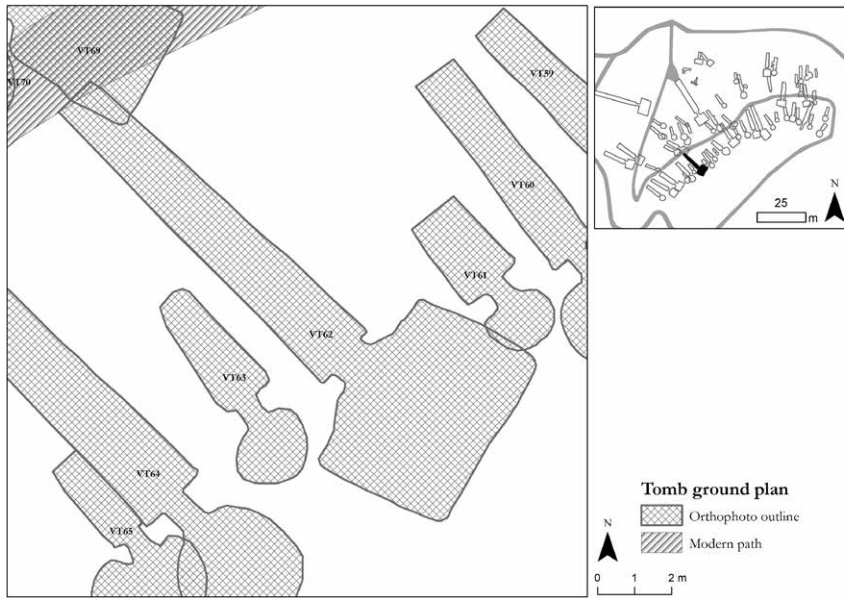 VT69
VT70
VT59
VT60
VT61
VT62
VT63
VT64
VT65
N
25
m
Tomb ground plan
Orthophoto outline
Modern path
N
0 1 2 m